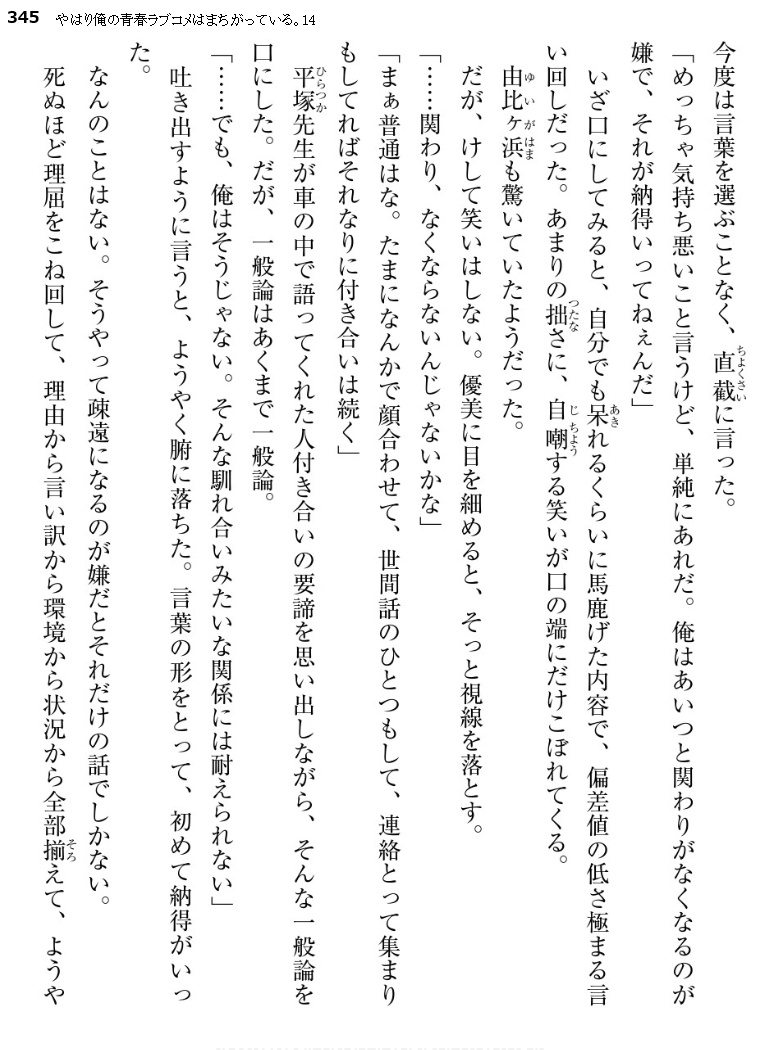 345 やはり俺の青春ラブコメはまちがっている。14
今度は言葉を選ぶことなく、直截に言った。
「めっちゃ気持ち悪いこと言うけど、単純にあれだ。俺はあいつと関わりがなくなるのが
嫌で、それが納得いってねぇんだ」
いざ口にしてみると、自分でも呆れるくらいに馬鹿げた内容で、偏差値の低さ極まる言
い回しだった。あまりの拙さに、自嘲する笑いが口の端にだけこぼれてくる。
由比ヶ浜も驚いていたようだった。
だが、けして笑いはしない。優美に目を細めると、そっと視線を落とす。
「……関わり、なくならないんじゃないかな」
「まぁ普通はな。たまになんかで顔合わせて、世間話のひとつもして、連絡とって集まり
もしてればそれなりに付き合いは続く」
平塚先生が車の中で語ってくれた人付き合いの要諦を思い出しながら、そんな一般論を
口にした。だが、一般論はあくまで一般論。
「……でも、俺はそうじゃない。そんな馴れ合いみたいな関係には耐えられない」
吐き出すように言うと、ようやく腑に落ちた。言葉の形をとって、初めて納得がいっ
た。
なんのことはない。そうやって疎遠になるのが嫌だとそれだけの話でしかない。
死ぬほど理屈をこね回して、理由から言い訳から環境から状況から全部揃えて、ようや